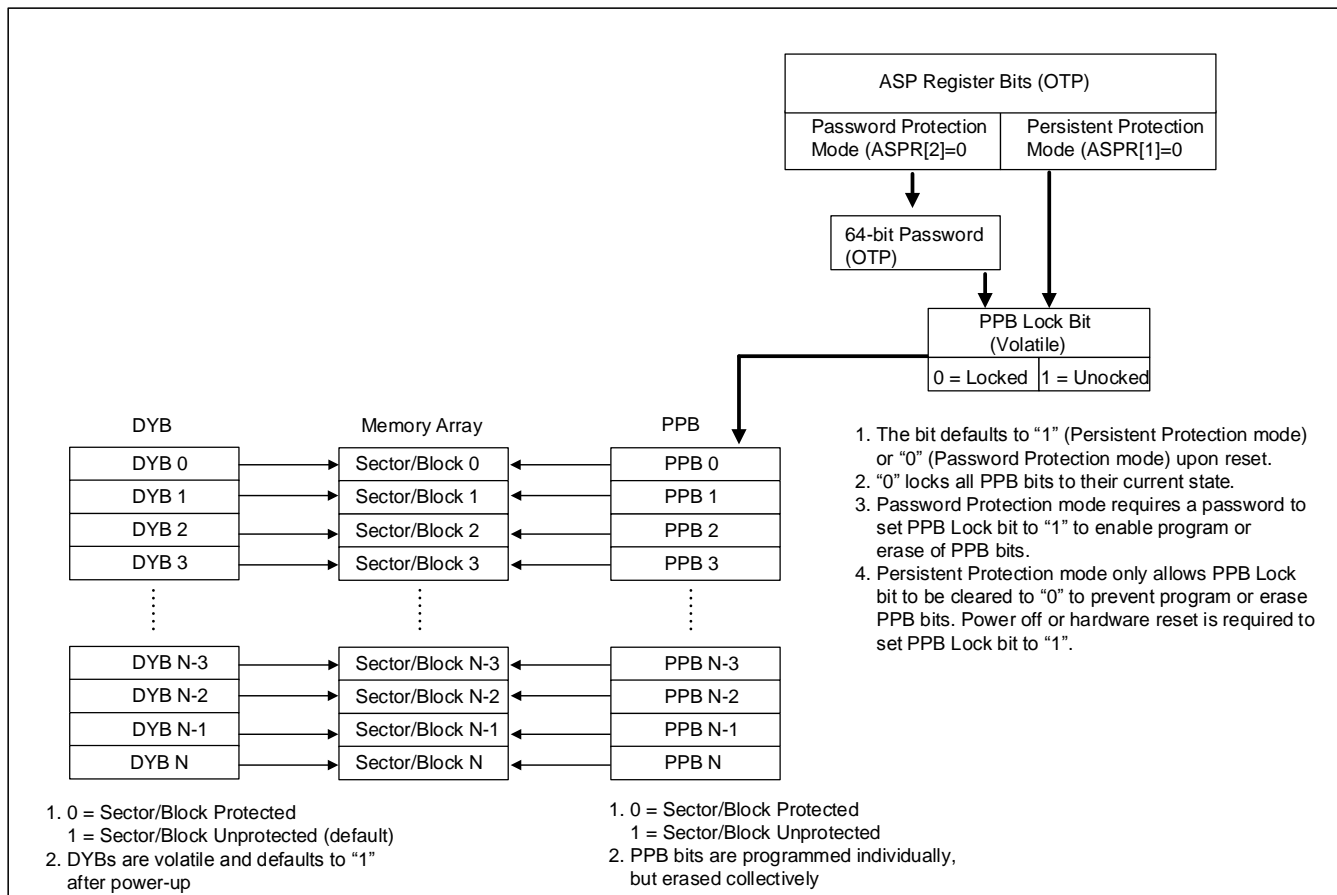 ASP Register Bits (OTP)
Password Protection
Mode (ASPR[2]=0
Persistent Protection
Mode (ASPR[1]=0
64-bit Password
(OTP)
PPB Lock Bit
(Volatile)
0 = Locked
1 = Unocked
1. The bit defaults to “1” (Persistent Protection mode)
or “0” (Password Protection mode) upon reset.
2. “0” locks all PPB bits to their current state.
3. Password Protection mode requires a password to
set PPB Lock bit to “1” to enable program or
erase of PPB bits.
4. Persistent Protection mode only allows PPB Lock
bit to be cleared to “0” to prevent program or erase
PPB bits. Power off or hardware reset is required to
set PPB Lock bit to “1”.
DYB
Memory Array
PPB
DYB 0
Sector/Block 0
PPB 0
DYB 1
Sector/Block 1
PPB 1
DYB 2
Sector/Block 2
PPB 2
DYB 3
Sector/Block 3
PPB 3
DYB N-3
Sector/Block N-3
PPB N-3
DYB N-2
Sector/Block N-2
PPB N-2
DYB N-1
Sector/Block N-1
PPB N-1
DYB N
Sector/Block N
PPB N
1. 0 = Sector/Block Protected
1 = Sector/Block Unprotected (default)
2. DYBs are volatile and defaults to “1”
after power-up
1. 0 = Sector/Block Protected
1 = Sector/Block Unprotected
2. PPB bits are programmed individually,
but erased collectively